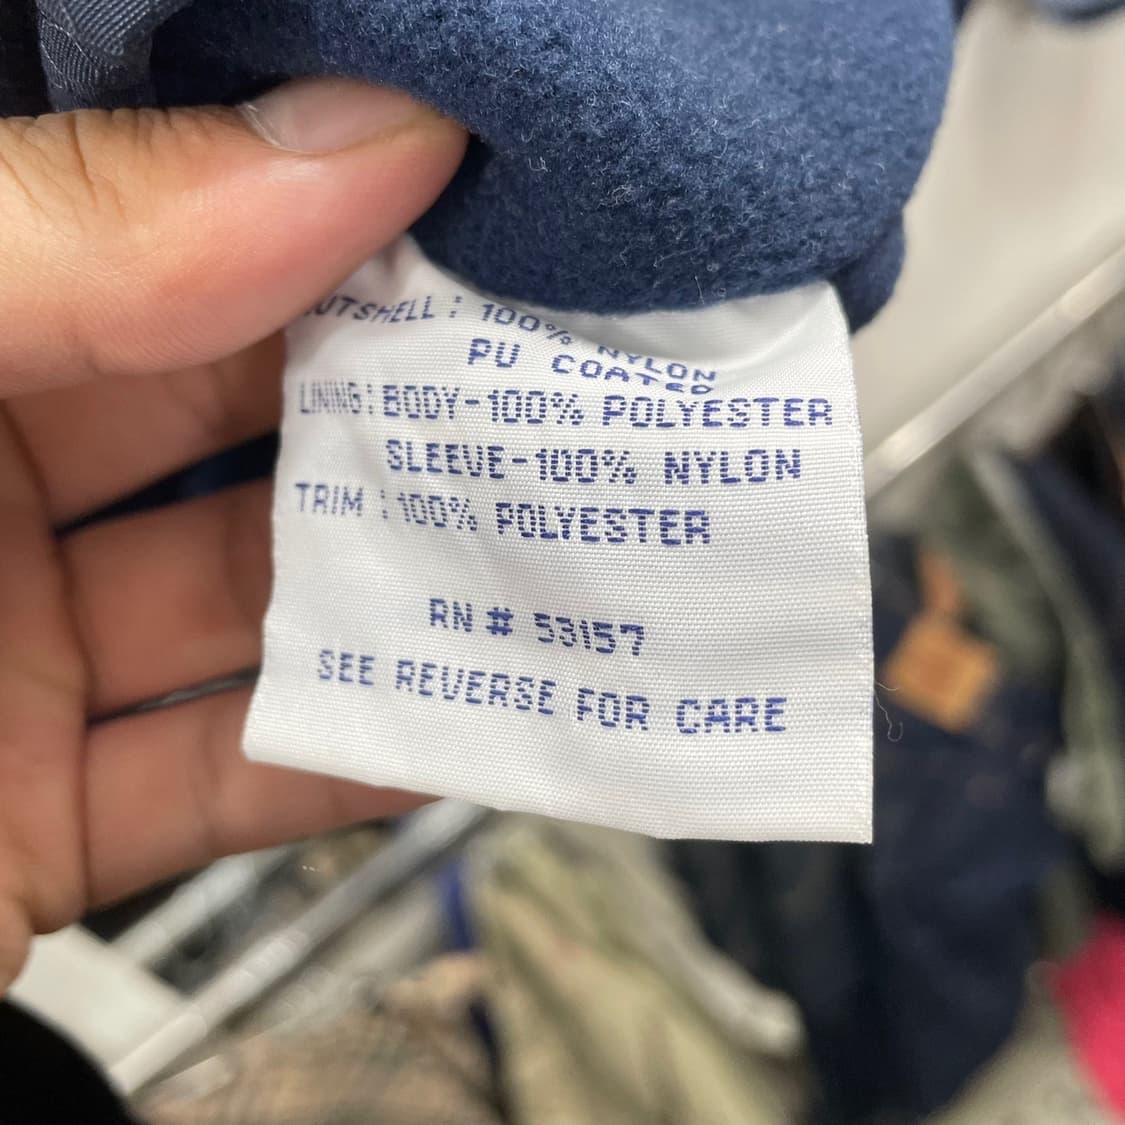 OUTSHELL : 100% NYLON
PU COATED
LINING : BODY-100% POLYESTER
SLEEVE-100% NYLON
TRIM : 100% POLYESTER
RN # 53157
SEE REVERSE FOR CARE